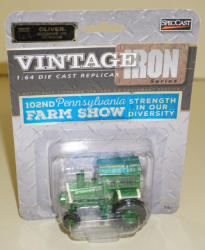 SPECCAST
OLIVER
VINTAGE
IRON
Series
1:64 DIE CAST REPLICA
102ND Pennsylvania
FARM SHOW
STRENGTH
IN OUR
DIVERSITY